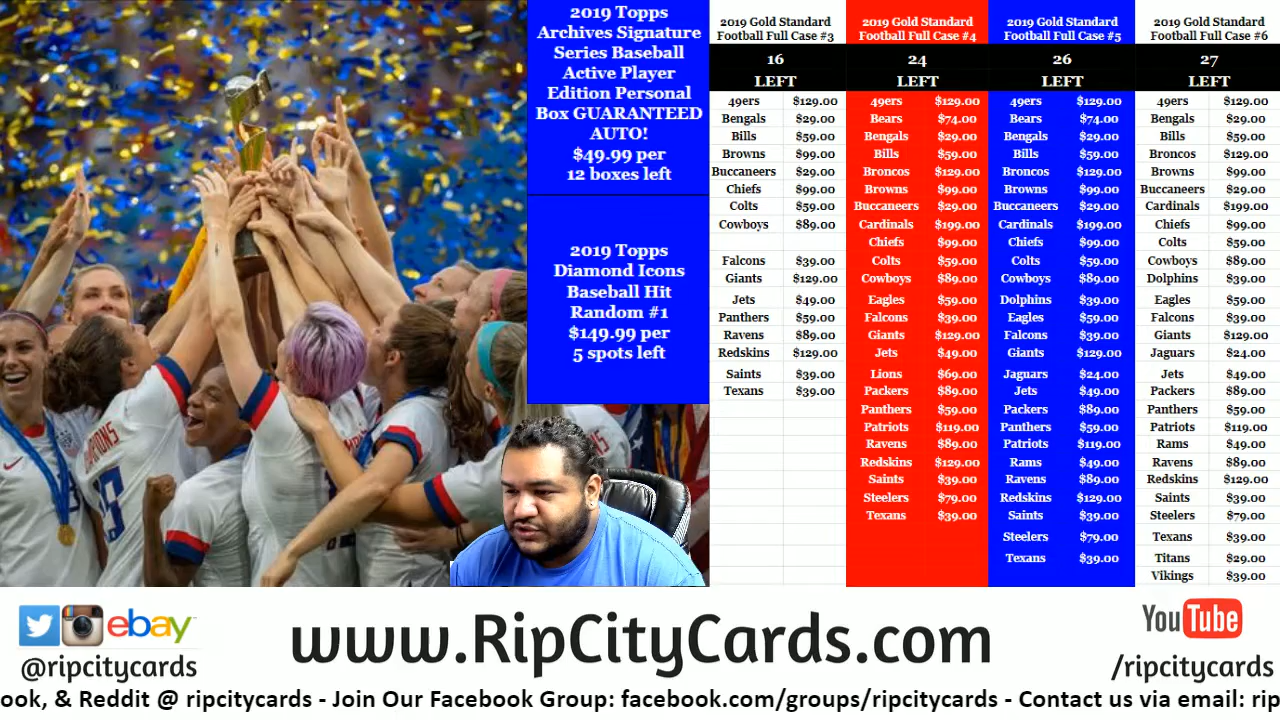 2019 Topps
Archives Signature
Series Baseball
Active Player
Edition Personal
Box GUARANTEED
AUTO!
$49.99 per
12 boxes left
2019 Topps
Diamond Icons
Baseball Hit
Random #1
$149.99 per
5 spots left
2019 Gold Standard
Football Full Case #3
16
LEFT
49ers $129.00
Bengals $29.00
Bills $59.00
Browns $99.00
Buccaneers $29.00
Chiefs $99.00
Colts $59.00
Cowboys $89.00
Falcons $39.00
Giants $129.00
Jets $49.00
Panthers $59.00
Ravens $89.00
Redskins $129.00
Saints $39.00
Texans $39.00
2019 Gold Standard
Football Full Case #4
24
LEFT
49ers $129.00
Bears $74.00
Bengals $29.00
Bills $59.00
Broncos $129.00
Browns $99.00
Buccaneers $29.00
Cardinals $199.00
Chiefs $99.00
Colts $59.00
Cowboys $89.00
Eagles $59.00
Falcons $39.00
Giants $129.00
Jets $49.00
Lions $69.00
Packers $89.00
Panthers $59.00
Patriots $119.00
Ravens $89.00
Redskins $129.00
Saints $39.00
Steelers $79.00
Texans $39.00
2019 Gold Standard
Football Full Case #5
26
LEFT
49ers $129.00
Bears $74.00
Bengals $29.00
Bills $59.00
Broncos $129.00
Browns $99.00
Buccaneers $29.00
Cardinals $199.00
Chiefs $99.00
Colts $59.00
Cowboys $89.00
Dolphins $39.00
Eagles $59.00
Falcons $39.00
Giants $129.00
Jaguars $24.00
Jets $49.00
Packers $89.00
Panthers $59.00
Patriots $119.00
Rams $49.00
Ravens $89.00
Redskins $129.00
Saints $39.00
Steelers $79.00
Texans $39.00
2019 Gold Standard
Football Full Case #6
27
LEFT
49ers $129.00
Bengals $29.00
Bills $59.00
Broncos $129.00
Browns $99.00
Buccaneers $29.00
Cardinals $199.00
Chiefs $99.00
Colts $59.00
Cowboys $89.00
Dolphins $39.00
Eagles $59.00
Falcons $39.00
Giants $129.00
Jaguars $24.00
Jets $49.00
Packers $89.00
Panthers $59.00
Patriots $119.00
Rams $49.00
Ravens $89.00
Redskins $129.00
Saints $39.00
Steelers $79.00
Texans $39.00
Titans $29.00
Vikings $39.00
ebay
@ripcitycards
www.RipCityCards.com
YouTube
/ripcitycards
ook, & Reddit @ ripcitycards - Join Our Facebook Group: facebook.com/groups/ripcitycards - Contact us via email: rip